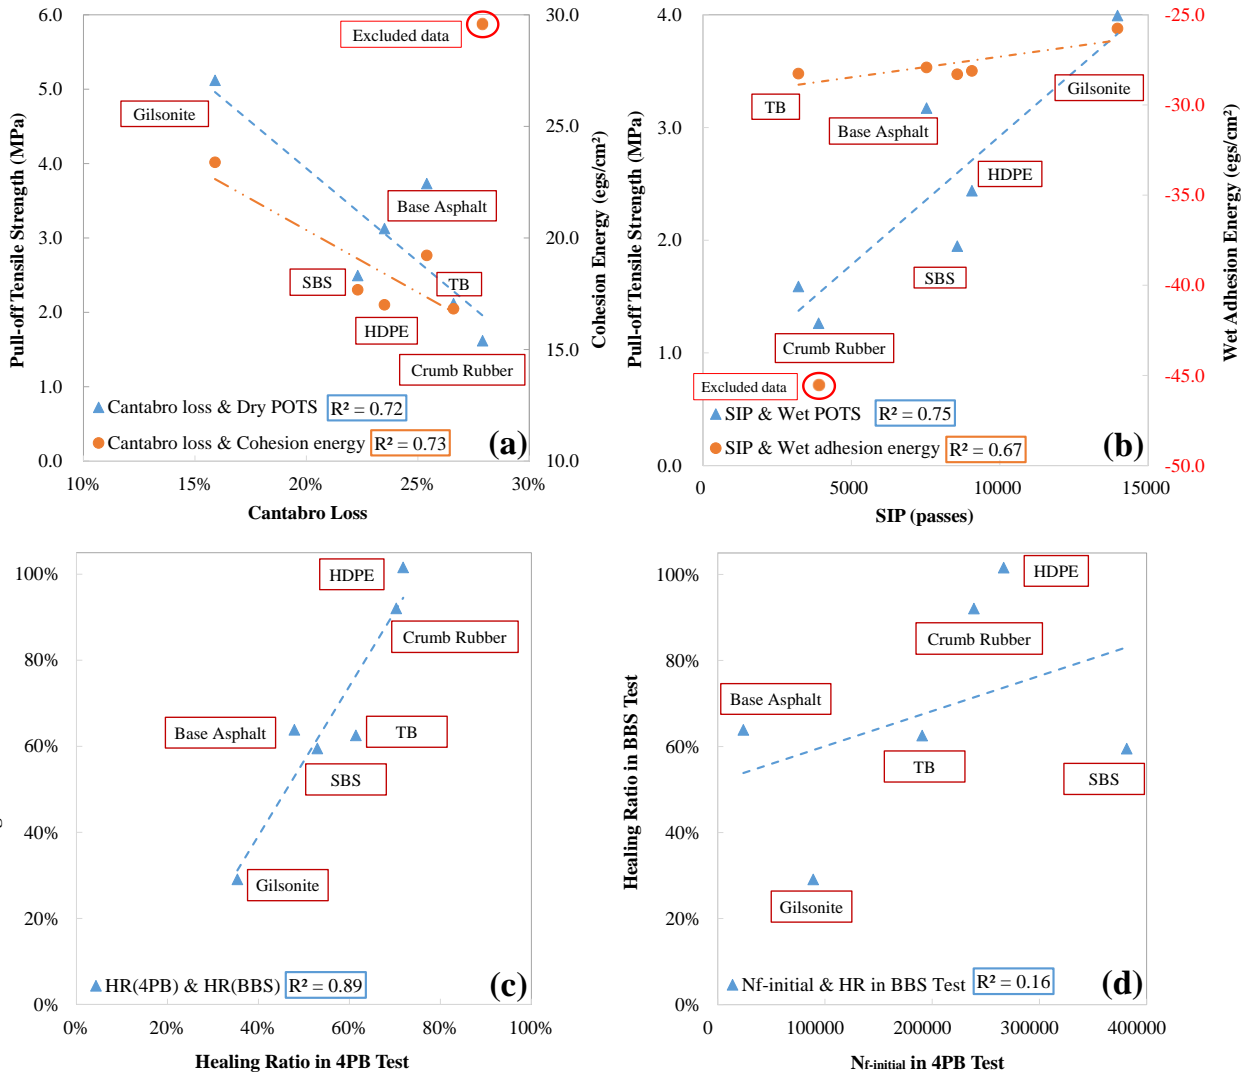 6.0
5.0
4.0
3.0
2.0
1.0
0.0
Pull-off Tensile Strength (MPa)
30.0
25.0
20.0
15.0
10.0
Cohesion Energy (egs/cm²)
Excluded data
Gilsonite
Base Asphalt
SBS
TB
HDPE
Crumb Rubber
Cantabro loss & Dry POTS
R² = 0.72
Cantabro loss & Cohesion energy
R² = 0.73
(a)
10%
15%
20%
25%
30%
Cantabro Loss
4.0
3.0
2.0
1.0
0.0
Pull-off Tensile Strength (MPa)
-25.0
-30.0
-35.0
-40.0
-45.0
-50.0
Wet Adhesion Energy (egs/cm²)
TB
Gilsonite
Base Asphalt
HDPE
SBS
Crumb Rubber
Excluded data
SIP & Wet POTS
R² = 0.75
SIP & Wet adhesion energy
R² = 0.67
(b)
0
5000
10000
15000
SIP (passes)
100%
80%
60%
40%
20%
0%
HDPE
Crumb Rubber
Base Asphalt
TB
SBS
Gilsonite
HR(4PB) & HR(BBS)
R² = 0.89
(c)
0%
20%
40%
60%
80%
100%
Healing Ratio in 4PB Test
100%
80%
60%
40%
20%
0%
Healing Ratio in BBS Test
HDPE
Crumb Rubber
Base Asphalt
TB
SBS
Gilsonite
Nf-initial & HR in BBS Test
R² = 0.16
(d)
0
100000
200000
300000
400000
Nf-initial in 4PB Test